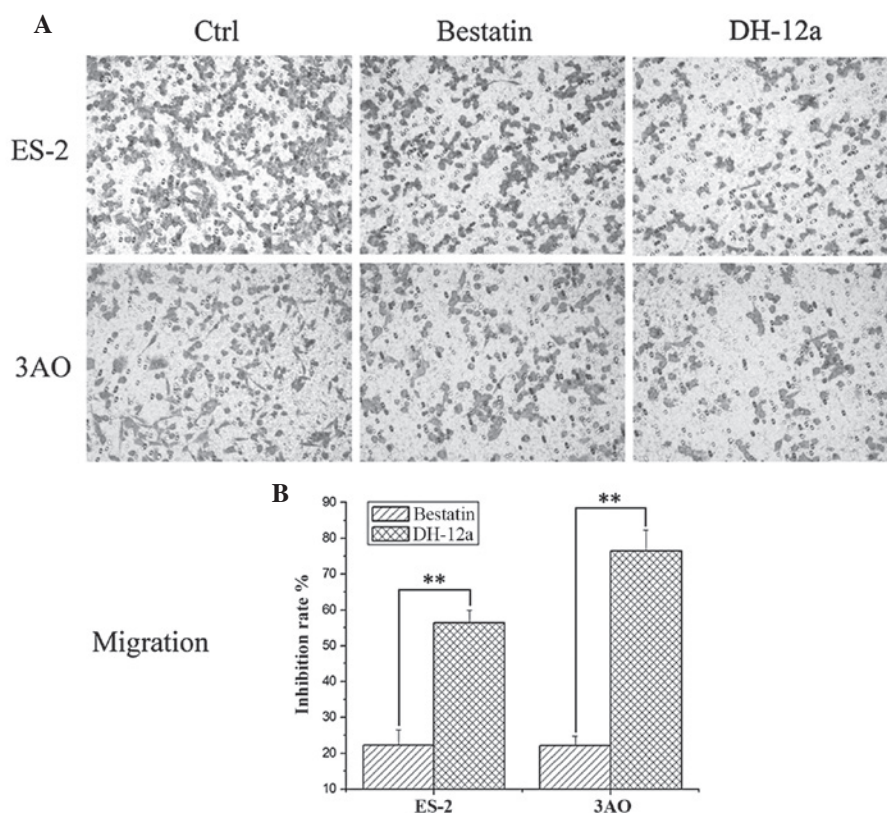 A
Ctrl Bestatin DH-12a
ES-2
3AO
B
Migration
Inhibition rate %
90
80
70
60
50
40
30
20
10
Bestatin
DH-12a
**
**
ES-2 3AO